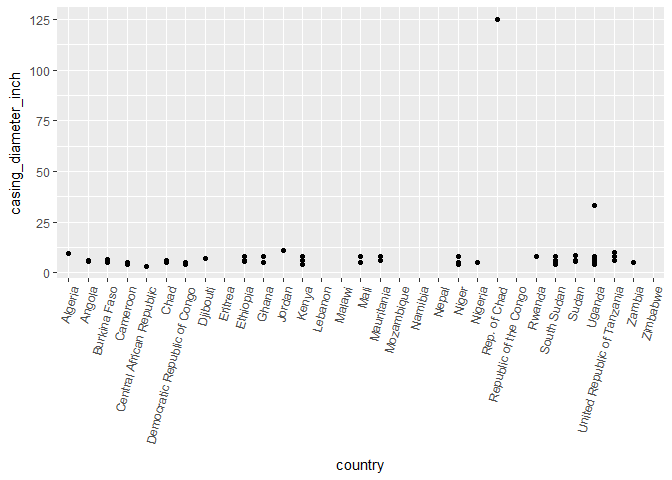 casing_diameter_inch
125
100
75
50
25
0
Algeria
Angola
Burkina Faso
Cameroon
Central African Republic
Chad
Democratic Republic of Congo
Djibouti
Eritrea
Ethiopia
Ghana
Jordan
Kenya
Lebanon
Malawi
Mali
Mauritania
Mozambique
Namibia
Nepal
Niger
Nigeria
Rep. of Chad
Republic of the Congo
Rwanda
South Sudan
Sudan
Uganda
United Republic of Tanzania
Zambia
Zimbabwe
country